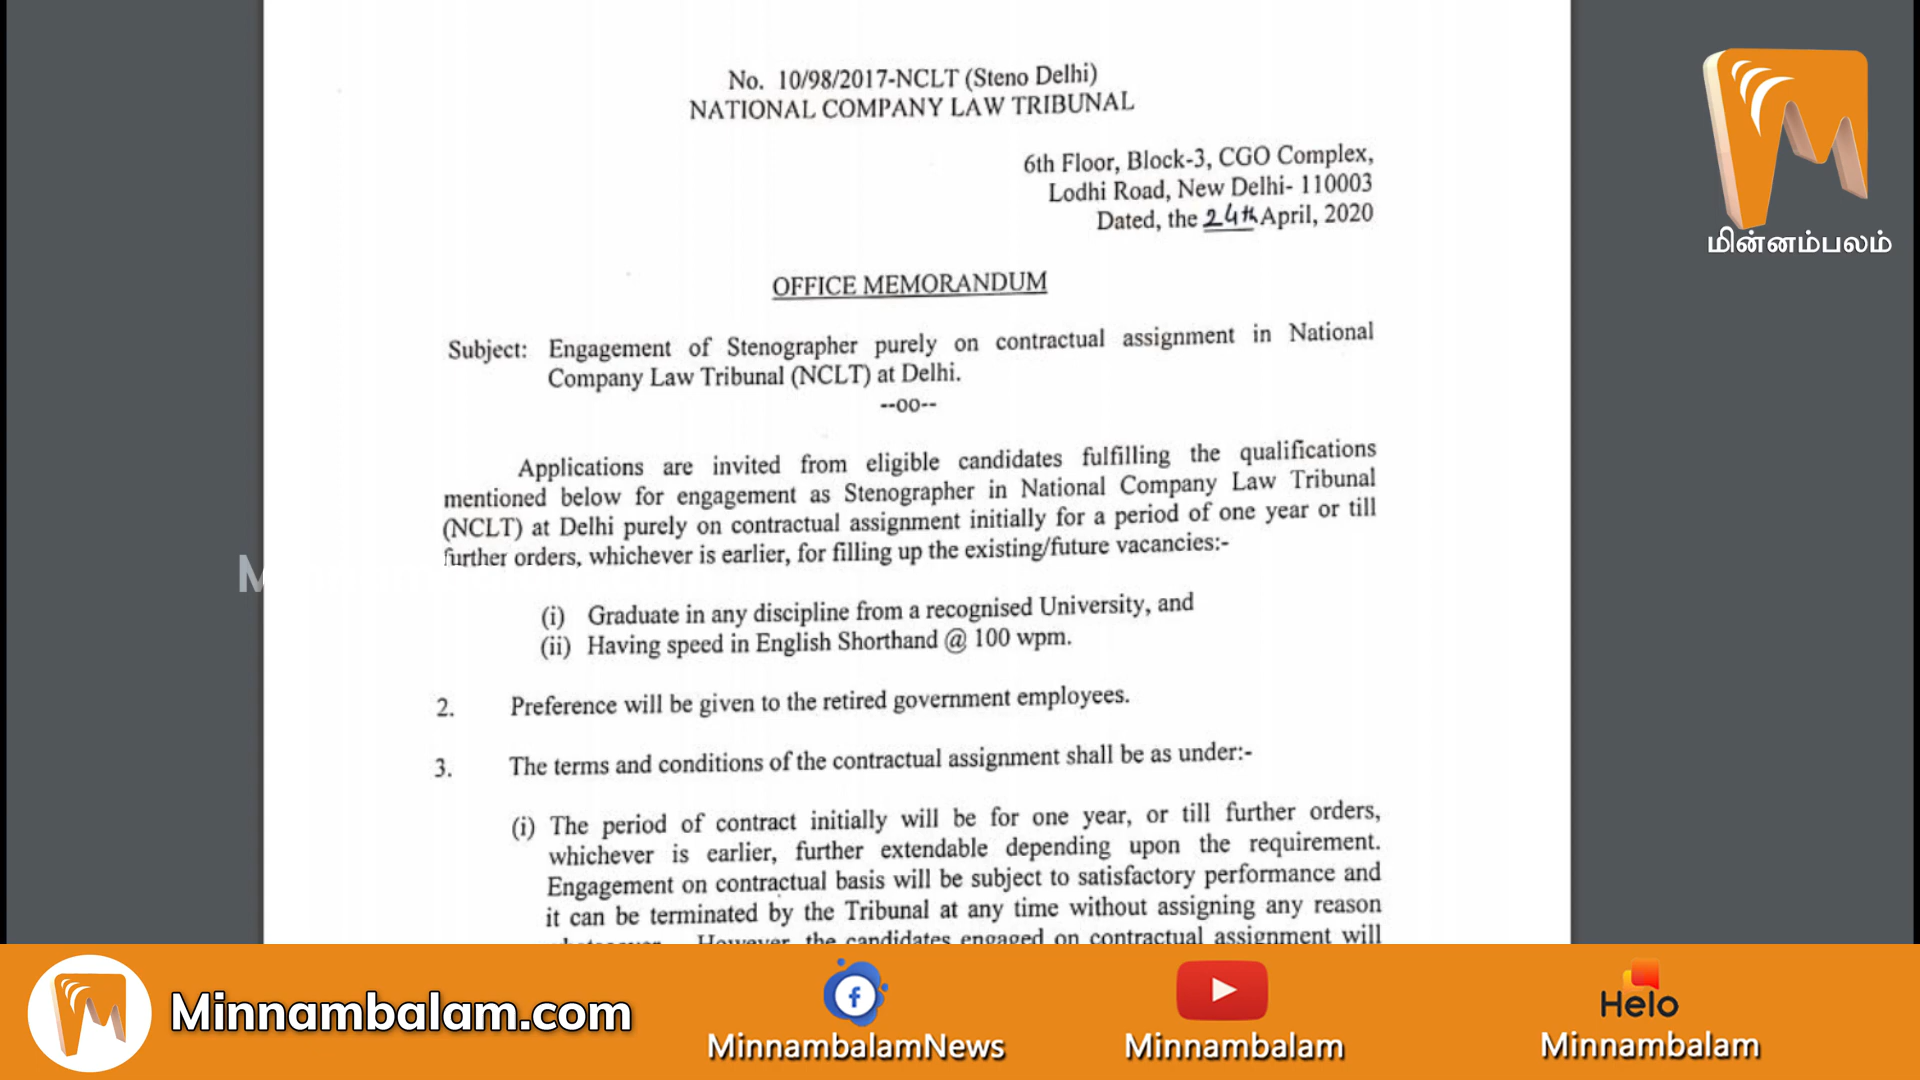 No. 10/98/2017-NCLT (Steno Delhi)
NATIONAL COMPANY LAW TRIBUNAL
6th Floor, Block-3, CGO Complex,
Lodhi Road, New Delhi- 110003
Dated, the 24th April, 2020
மின்னம்பலம்
OFFICE MEMORANDUM
Subject: Engagement of Stenographer purely on contractual assignment in National
Company Law Tribunal (NCLT) at Delhi.
--oo--
Applications are invited from eligible candidates fulfilling the qualifications
mentioned below for engagement as Stenographer in National Company Law Tribunal
(NCLT) at Delhi purely on contractual assignment initially for a period of one year or till
further orders, whichever is earlier, for filling up the existing/future vacancies:-
(i) Graduate in any discipline from a recognised University, and
(ii) Having speed in English Shorthand @ 100 wpm.
2. Preference will be given to the retired government employees.
3. The terms and conditions of the contractual assignment shall be as under:-
(i) The period of contract initially will be for one year, or till further orders,
whichever is earlier, further extendable depending upon the requirement.
Engagement on contractual basis will be subject to satisfactory performance and
it can be terminated by the Tribunal at any time without assigning any reason
However, the candidates engaged on contractual assignment will
Minnambalam.com
MinnambalamNews
Minnambalam
Helo
Minnambalam